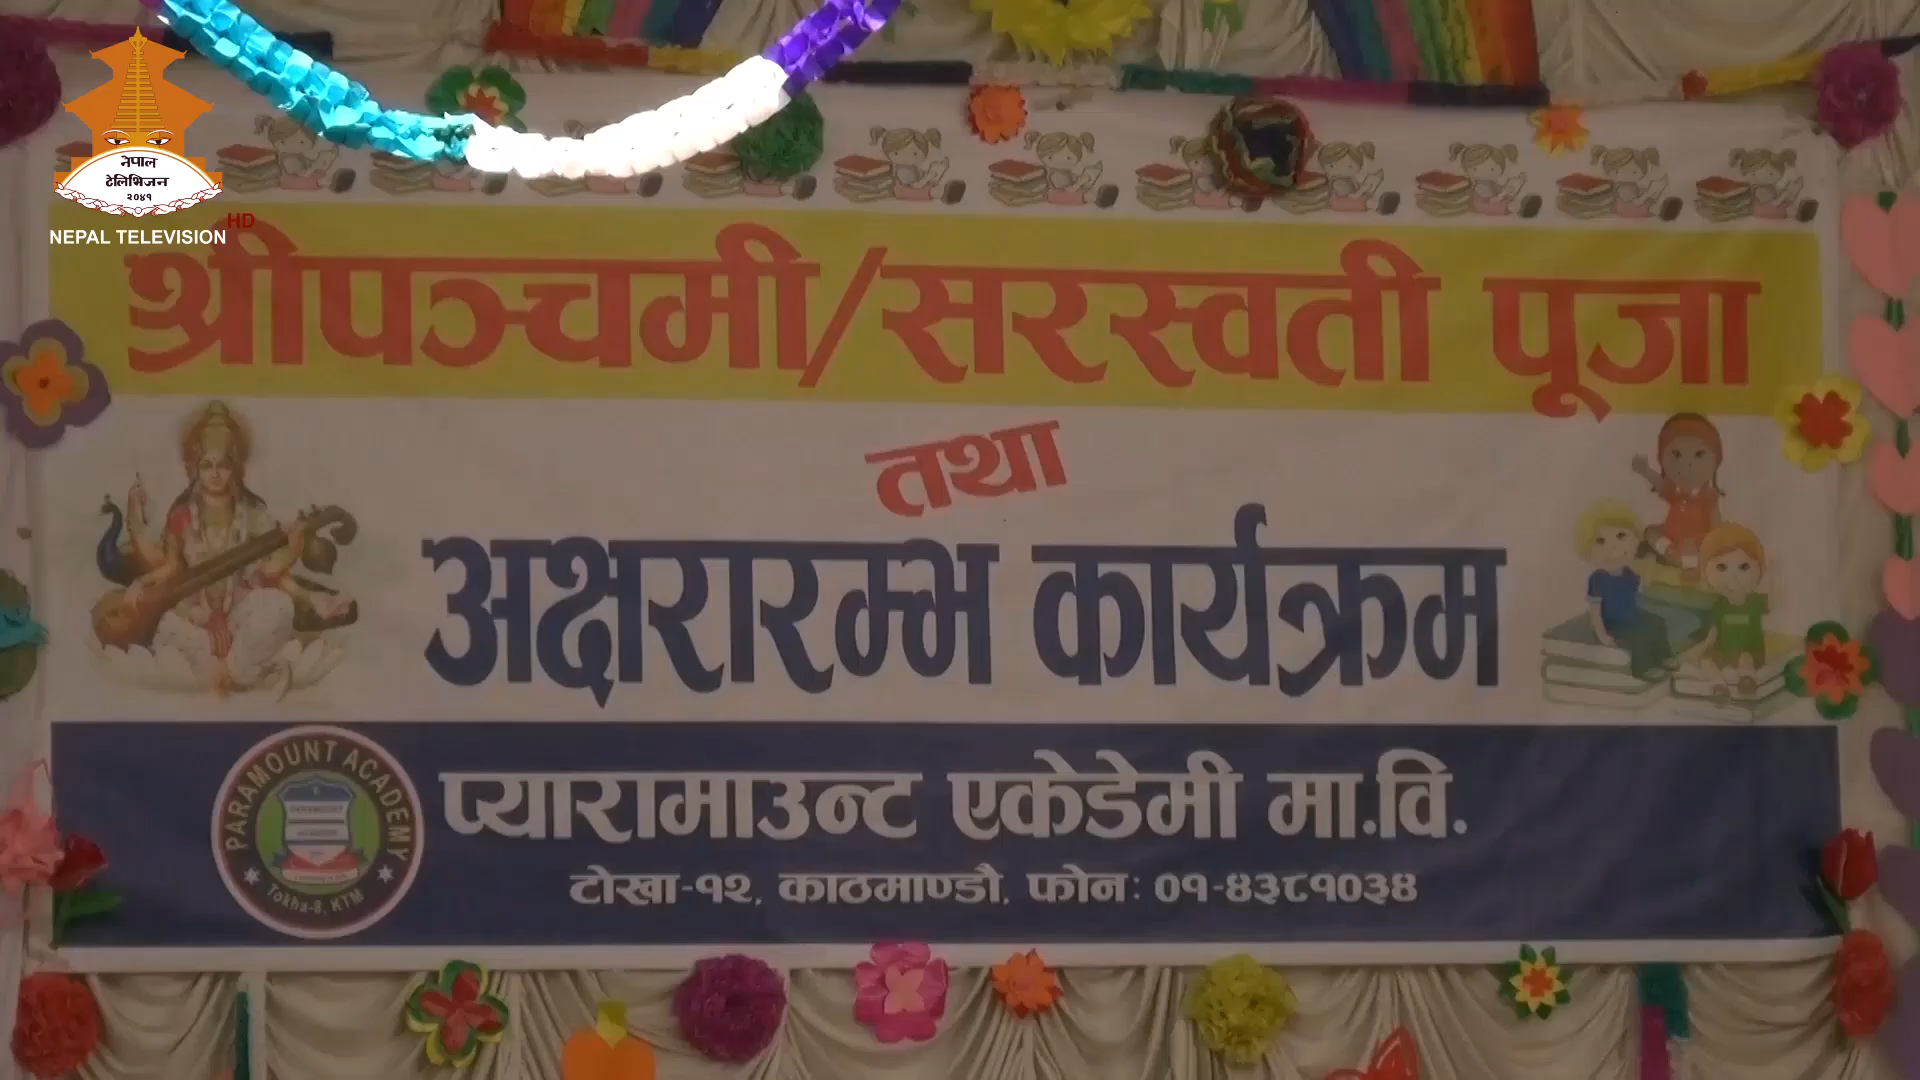 नेपाल
टेलिभिजन
२०४१
HD
NEPAL TELEVISION
श्रीपञ्चमी/सरस्वती पूजा
तथा
अक्षरारम्भ कार्यक्रम
PARAMOUNT ACADEMY
Tokha-8, KTM
प्यारामाउन्ट एकेडेमी मा.वि.
टोखा-१२, काठमाण्डौ, फोन: ०१-४३८१०३४